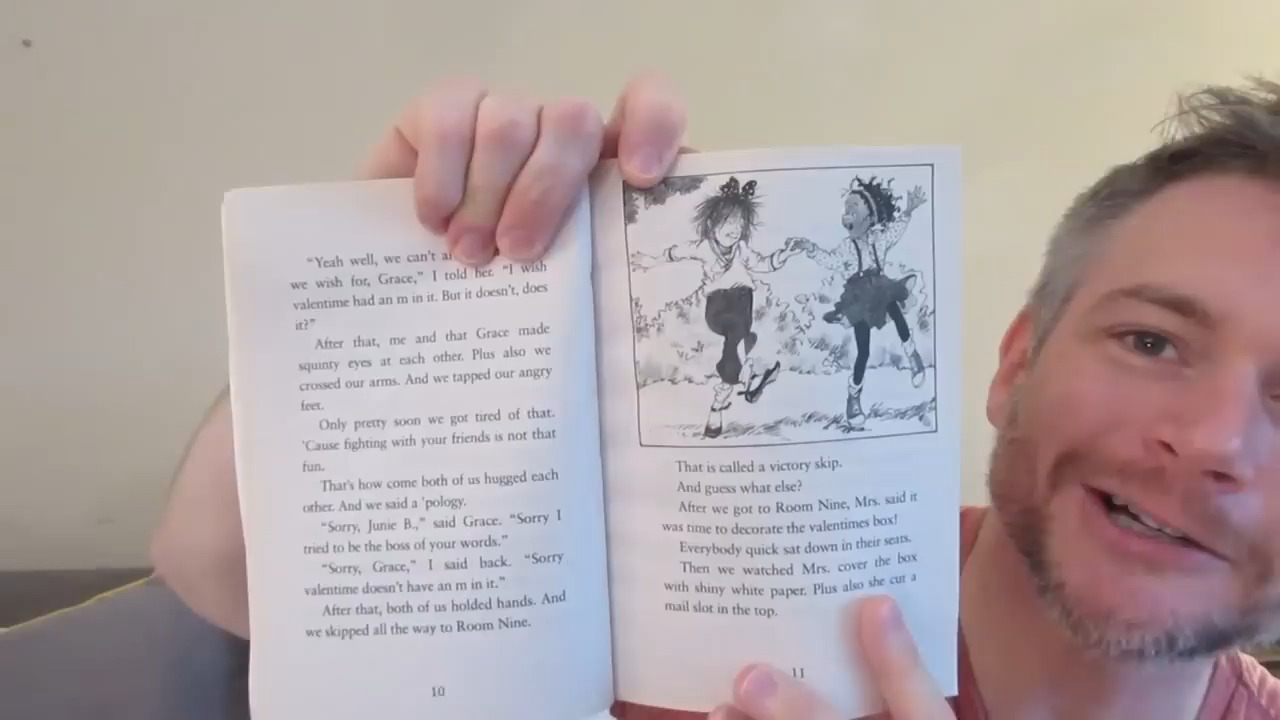 "Yeah well, we can't
we wish for, Grace," I told her. "I wish
valentime had an m in it. But it doesn't, does
it?"
After that, me and that Grace made
squinty eyes at each other. Plus also we
crossed our arms. And we tapped our angry
feet.
Only pretty soon we got tired of that.
'Cause fighting with your friends is not that
fun.
That's how come both of us hugged each
other. And we said a 'pology.
"Sorry, Junie B.," said Grace. "Sorry I
tried to be the boss of your words."
"Sorry, Grace," I said back. "Sorry
valentime doesn't have an m in it."
After that, both of us holded hands. And
we skipped all the way to Room Nine.
10
That is called a victory skip.
And guess what else?
After we got to Room Nine, Mrs. said it
was time to decorate the valentimes box!
Everybody quick sat down in their seats.
Then we watched Mrs. cover the box
with shiny white paper. Plus also she cut a
mail slot in the top.
11